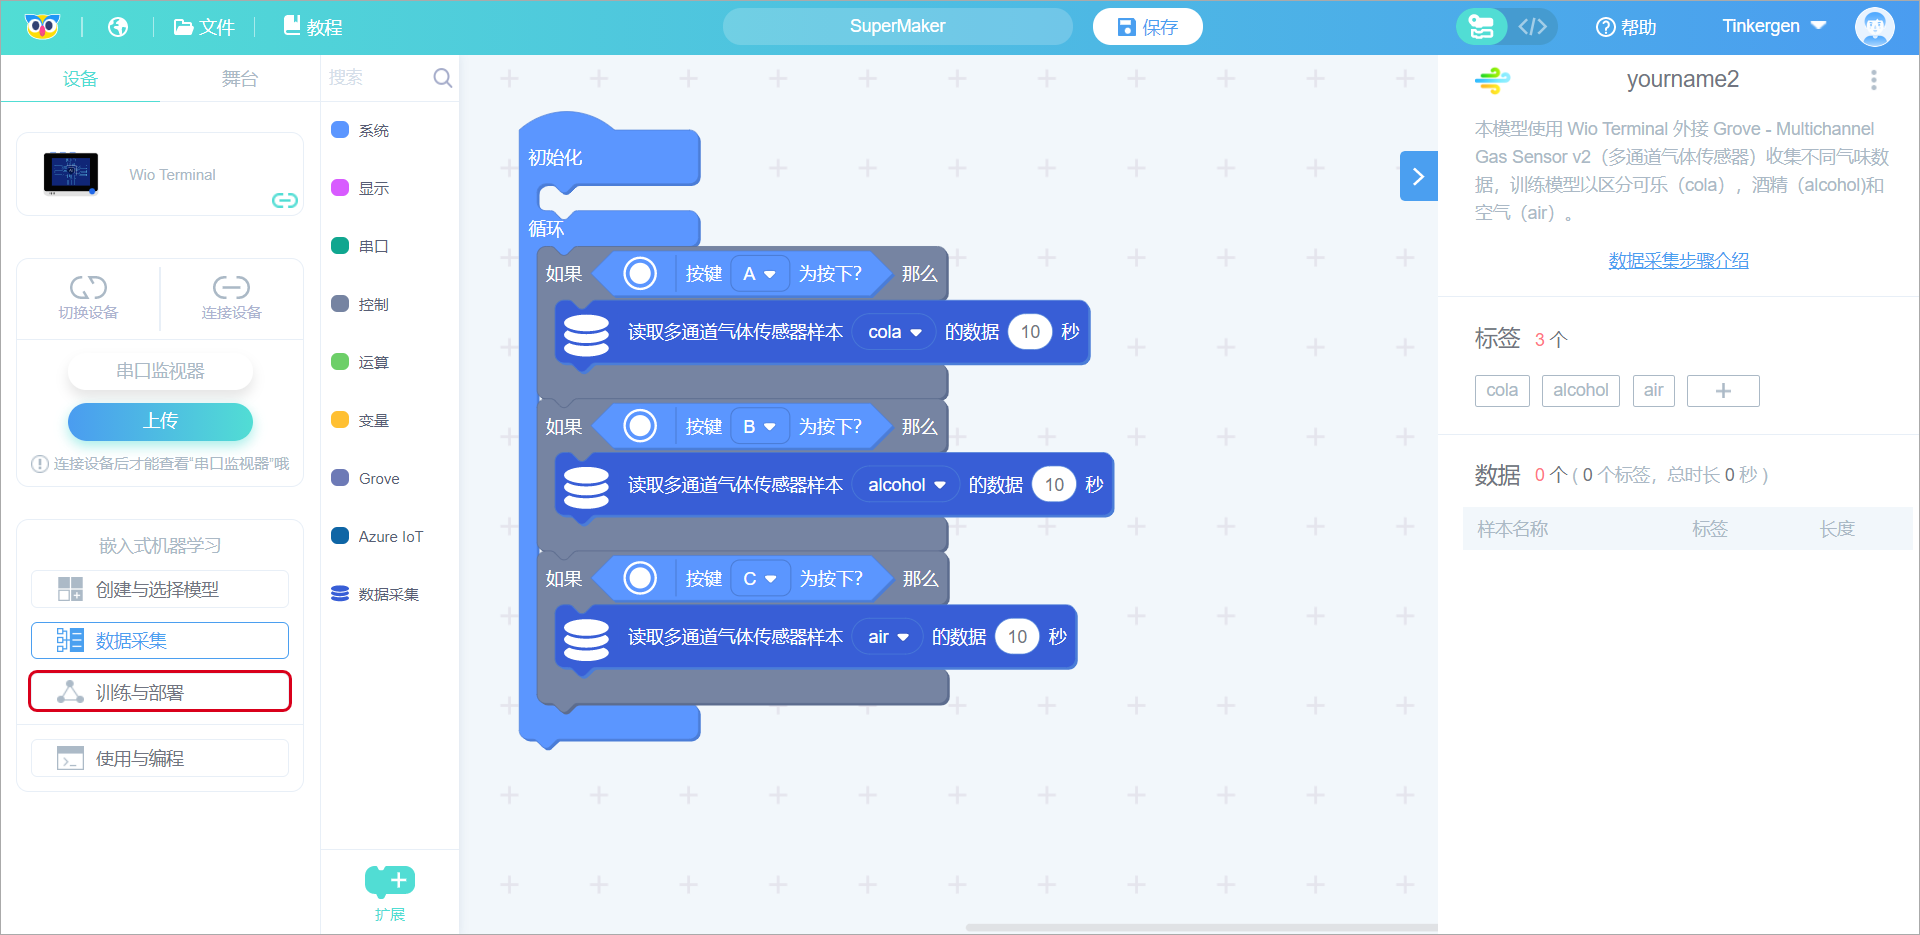 文件
教程
SuperMaker
保存
</>
帮助
Tinkergen
设备
舞台
搜索
Wio Terminal
切换设备
连接设备
串口监视器
上传
连接设备后才能查看“串口监视器”哦
嵌入式机器学习
创建与选择模型
数据采集
训练与部署
使用与编程
系统
显示
串口
控制
运算
变量
Grove
Azure IoT
数据采集
扩展
初始化
循环
如果 按键 A 为按下? 那么
读取多通道气体传感器样本 cola 的数据 10 秒
如果 按键 B 为按下? 那么
读取多通道气体传感器样本 alcohol 的数据 10 秒
如果 按键 C 为按下? 那么
读取多通道气体传感器样本 air 的数据 10 秒
yourname2
本模型使用 Wio Terminal 外接 Grove - Multichannel
Gas Sensor v2（多通道气体传感器）收集不同气味数
据，训练模型以区分可乐（cola），酒精（alcohol)和
空气（air）。
数据采集步骤介绍
标签 3 个
cola alcohol air +
数据 0 个 ( 0 个标签，总时长 0 秒 )
样本名称 标签 长度